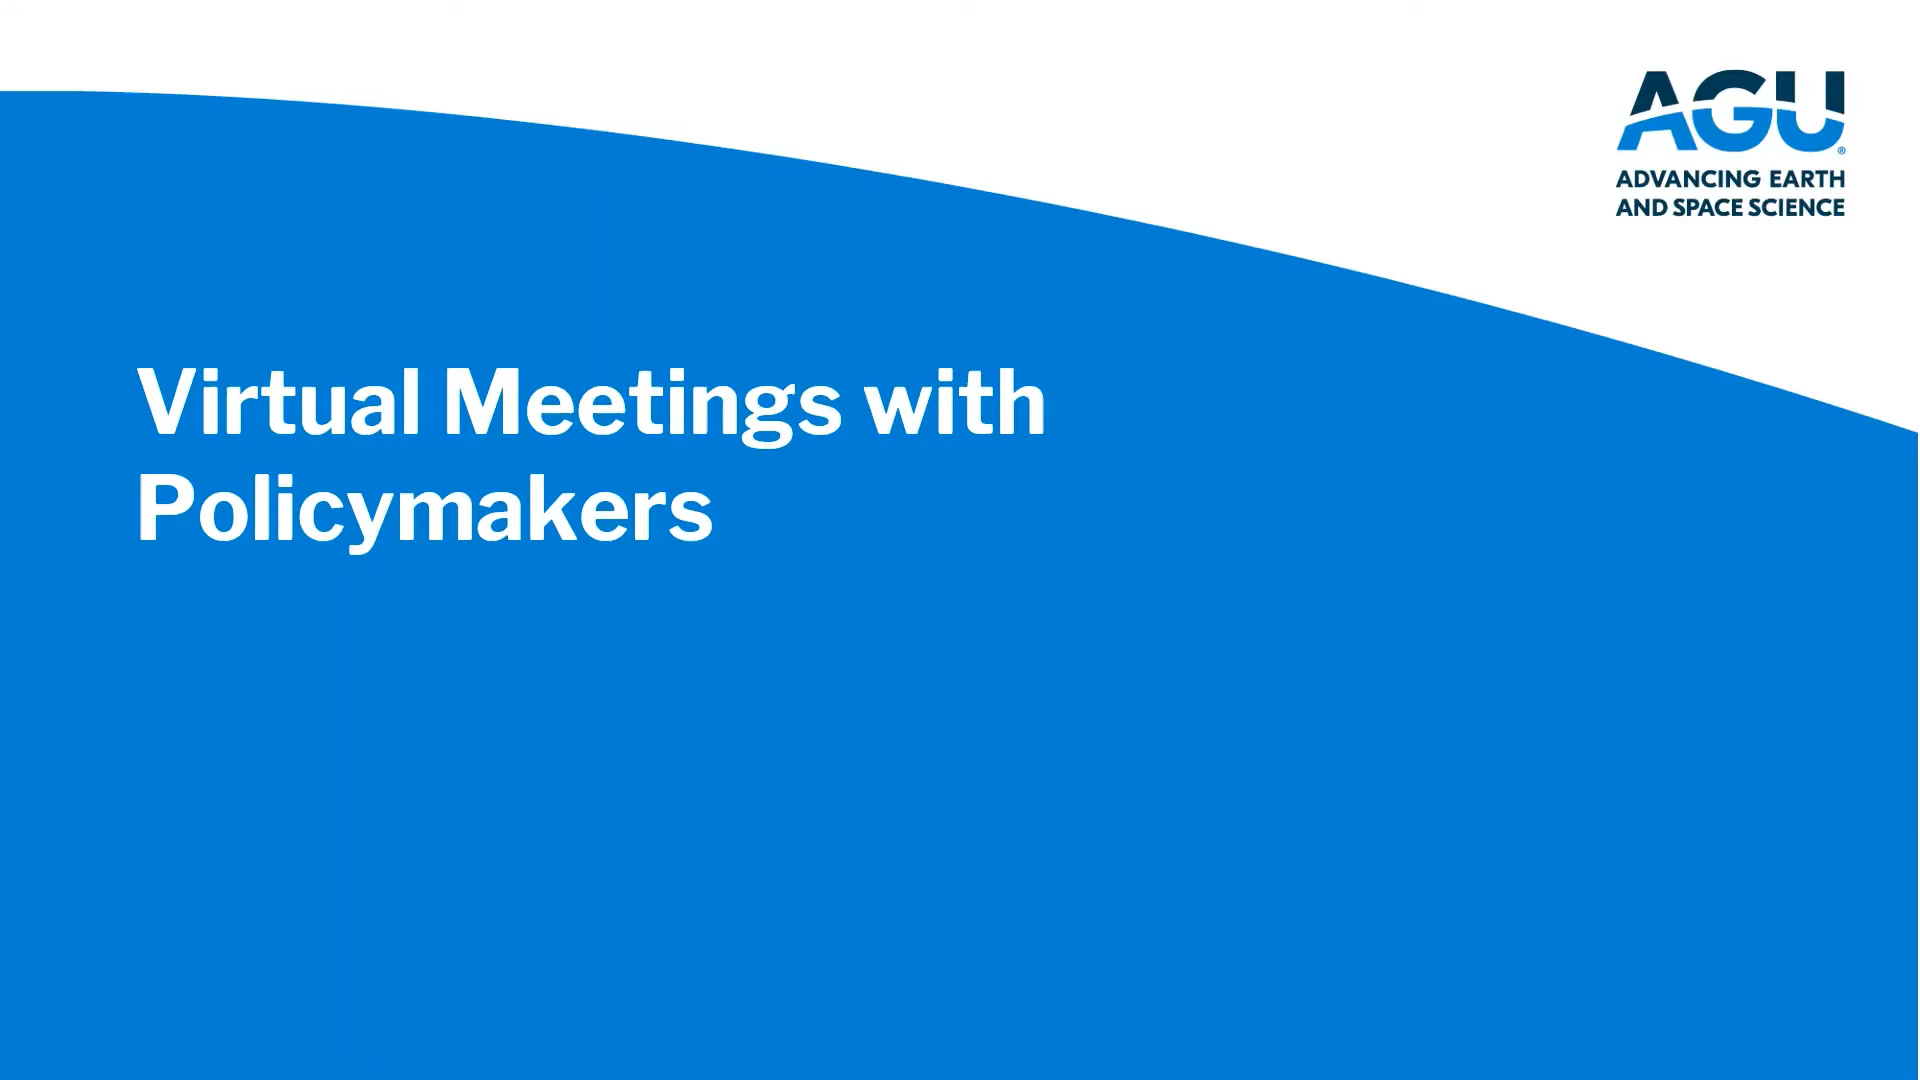 AGU®
ADVANCING EARTH
AND SPACE SCIENCE
Virtual Meetings with
Policymakers